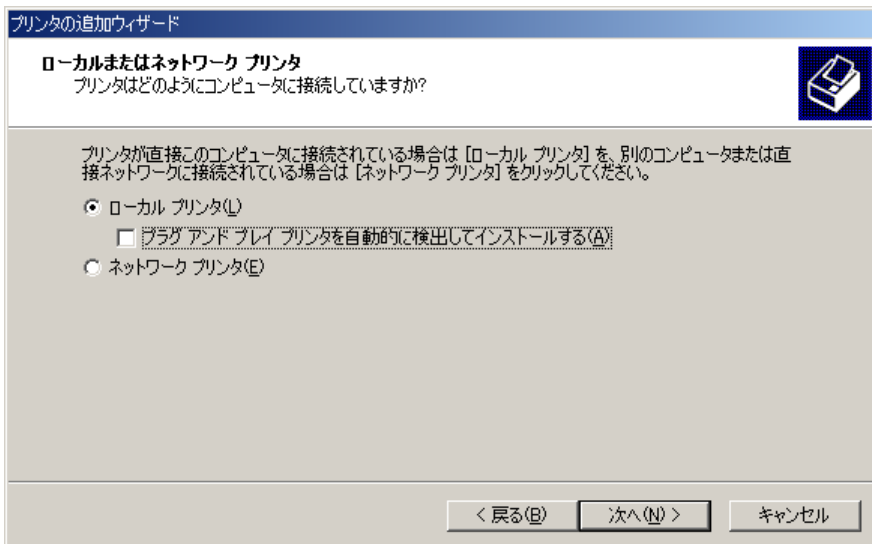 プリンタの追加ウィザード
ローカルまたはネットワーク プリンタ
プリンタはどのようにコンピュータに接続していますか?
プリンタが直接このコンピュータに接続されている場合は [ローカル プリンタ] を、別のコンピュータまたは直
接ネットワークに接続されている場合は [ネットワーク プリンタ] をクリックしてください。
ローカル プリンタ(L)
プラグ アンド プレイ プリンタを自動的に検出してインストールする(A)
ネットワーク プリンタ(E)
< 戻る(B) 次へ(N) > キャンセル